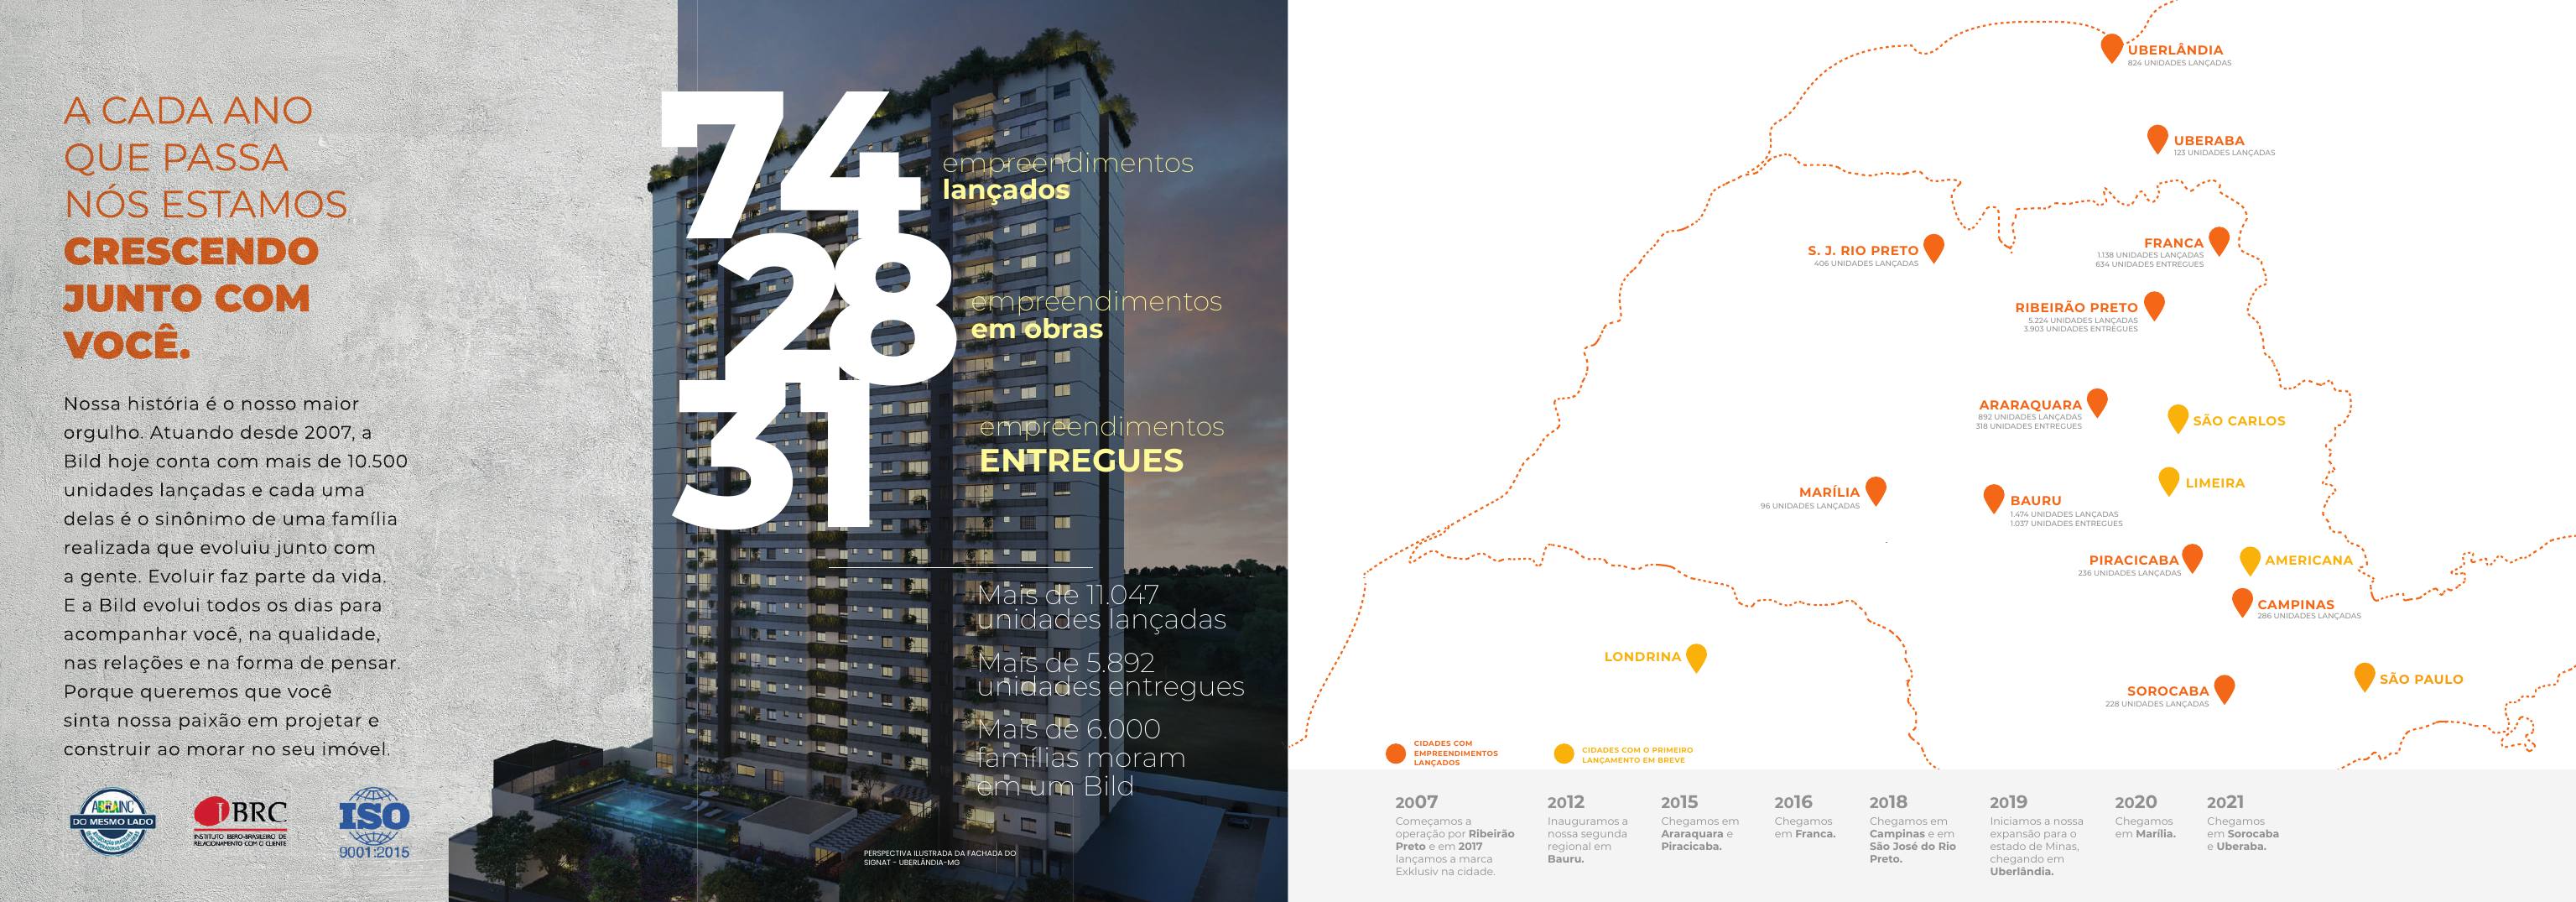 A CADA ANO
QUE PASSA
NÓS ESTAMOS
CRESCENDO
JUNTO COM
VOCÊ.
Nossa história é o nosso maior
orgulho. Atuando desde 2007, a
Bild hoje conta com mais de 10.500
unidades lançadas e cada uma
delas é o sinônimo de uma família
realizada que evoluiu junto com
a gente. Evoluir faz parte da vida.
E a Bild evolui todos os dias para
acompanhar você, na qualidade,
nas relações e na forma de pensar.
Porque queremos que você
sinta nossa paixão em projetar e
construir ao morar no seu imóvel.
ABRAINC
DO MESMO LADO
IBRC
INSTITUTO IBERO-BRASILEIRO DE
RELACIONAMENTO COM O CLIENTE
ISO
9001:2015
74
empreendimentos
lançados
28
empreendimentos
em obras
31
empreendimentos
ENTREGUES
Mais de 11.047
unidades lançadas
Mais de 5.892
unidades entregues
Mais de 6.000
famílias moram
em um Bild
PERSPECTIVA ILUSTRADA DA FACHADA DO
SIGNAT - UBERLÂNDIA-MG
UBERLÂNDIA
824 UNIDADES LANÇADAS
UBERABA
123 UNIDADES LANÇADAS
S. J. RIO PRETO
406 UNIDADES LANÇADAS
FRANCA
1.138 UNIDADES LANÇADAS
634 UNIDADES ENTREGUES
RIBEIRÃO PRETO
5.224 UNIDADES LANÇADAS
3.903 UNIDADES ENTREGUES
ARARAQUARA
892 UNIDADES LANÇADAS
318 UNIDADES ENTREGUES
SÃO CARLOS
LIMEIRA
MARÍLIA
96 UNIDADES LANÇADAS
BAURU
1.474 UNIDADES LANÇADAS
1.037 UNIDADES ENTREGUES
PIRACICABA
236 UNIDADES LANÇADAS
AMERICANA
CAMPINAS
286 UNIDADES LANÇADAS
LONDRINA
SÃO PAULO
SOROCABA
228 UNIDADES LANÇADAS
CIDADES COM
EMPREENDIMENTOS
LANÇADOS
CIDADES COM O PRIMEIRO
LANÇAMENTO EM BREVE
2007
Começamos a
operação por Ribeirão
Preto e em 2017
lançamos a marca
Exklusiv na cidade.
2012
Inauguramos a
nossa segunda
regional em
Bauru.
2015
Chegamos em
Araraquara e
Piracicaba.
2016
Chegamos
em Franca.
2018
Chegamos em
Campinas e em
São José do Rio
Preto.
2019
Iniciamos a nossa
expansão para o
estado de Minas,
chegando em
Uberlândia.
2020
Chegamos
em Marília.
2021
Chegamos
em Sorocaba
e Uberaba.